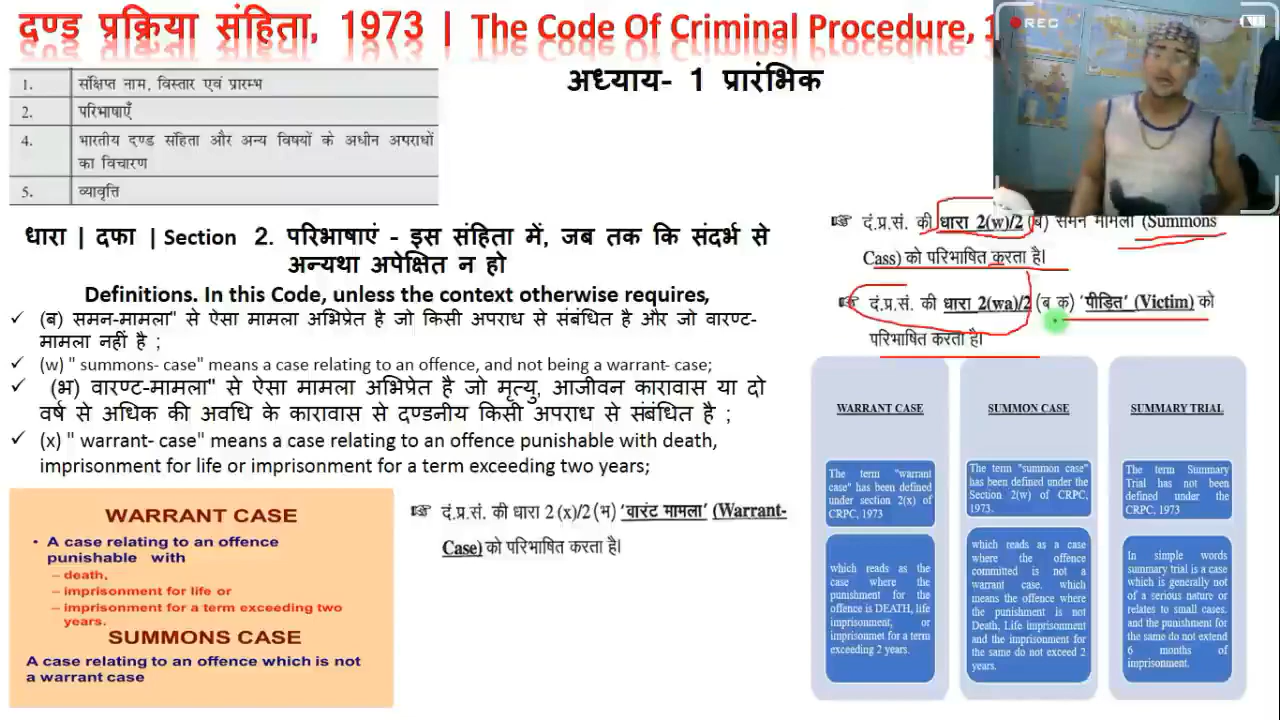 दण्ड प्रक्रिया संहिता, 1973 | The Code Of Criminal Procedure, 1
REC
अध्याय- 1 प्रारंभिक
1. संक्षिप्त नाम, विस्तार एवं प्रारम्भ
2. परिभाषाएँ
4. भारतीय दण्ड संहिता और अन्य विषयों के अधीन अपराधों
का विचारण
5. व्यावृत्ति
धारा | दफा | Section 2. परिभाषाएं - इस संहिता में, जब तक कि संदर्भ से
अन्यथा अपेक्षित न हो
Definitions. In this Code, unless the context otherwise requires,
✓ (ब) समन-मामला" से ऐसा मामला अभिप्रेत है जो किसी अपराध से संबंधित है और जो वारण्ट-
मामला नहीं है ;
✓ (w) " summons- case" means a case relating to an offence, and not being a warrant- case;
✓ (भ) वारण्ट-मामला" से ऐसा मामला अभिप्रेत है जो मृत्यु, आजीवन कारावास या दो
वर्ष से अधिक की अवधि के कारावास से दण्डनीय किसी अपराध से संबंधित है ;
✓ (x) " warrant- case" means a case relating to an offence punishable with death,
imprisonment for life or imprisonment for a term exceeding two years;
☞ दं.प्र.सं. की धारा 2(w)/2 (ब) समन मामला (Summons
Cass) को परिभाषित करता है।
☞ दं.प्र.सं. की धारा 2(wa)/2 (ब क) 'पीड़ित' (Victim) को
परिभाषित करता है।
WARRANT CASE
• A case relating to an offence
punishable with
– death,
– imprisonment for life or
– imprisonment for a term exceeding two
years.
SUMMONS CASE
A case relating to an offence which is not
a warrant case
☞ दं.प्र.सं. की धारा 2 (x)/2 (भ) 'वारंट मामला' (Warrant-
Case) को परिभाषित करता है।
WARRANT CASE
The term "warrant
case" has been defined
under section 2(x) of
CRPC, 1973
which reads as the
case where the
punishment for the
offence is DEATH, life
imprisonment, or
imprisonmet for a term
exceeding 2 years.
SUMMON CASE
The term "summon case"
has been defined under the
Section 2(w) of CRPC,
1973.
which reads as a case
where the offence
committed is not a
warrant case. which
means the offence where
the punishment is not
Death, Life imprisonment
and the imprisonment for
the same do not exceed 2
years.
SUMMARY TRIAL
The term Summary
Trial has not been
defined under the
CRPC, 1973
In simple words
summary trial is a case
which is generally not
of a serious nature or
relates to small cases.
and the punishment for
the same do not extend
6 months of
imprisonment.